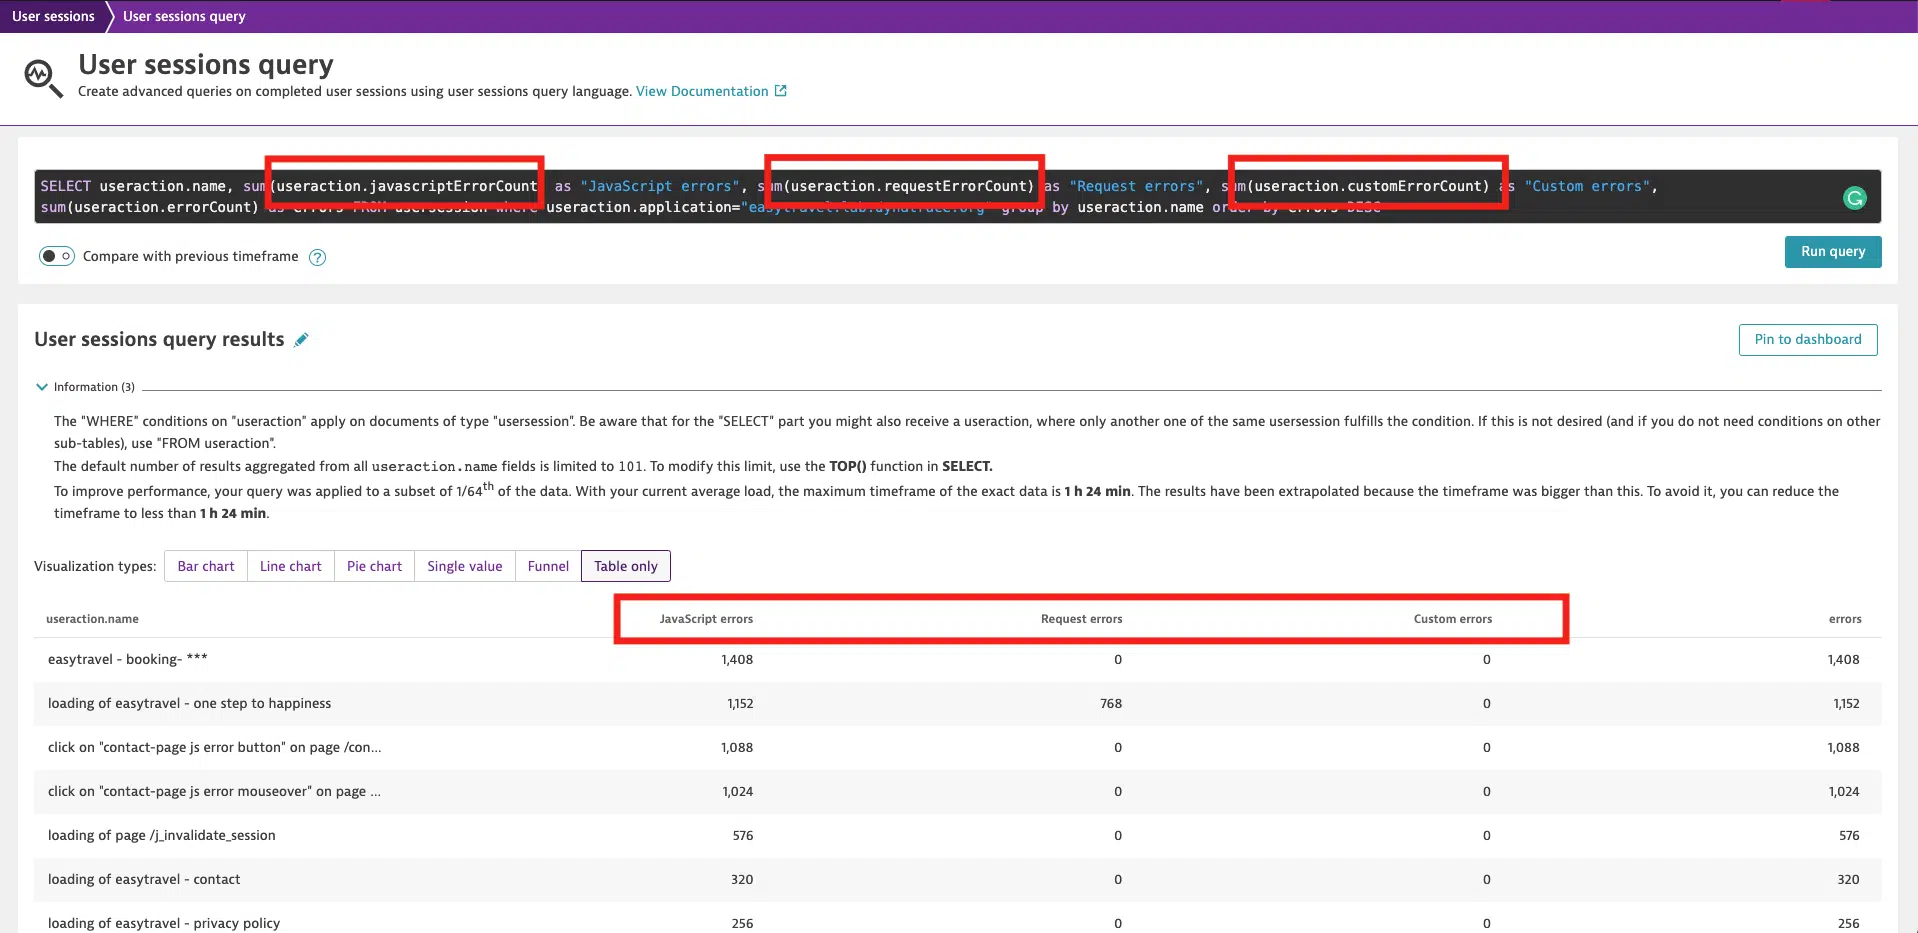 User sessions User sessions query
User sessions query
Create advanced queries on completed user sessions using user sessions query language. View Documentation
SELECT useraction.name, sum(useraction.javascriptErrorCount as "JavaScript errors", sum(useraction.requestErrorCount) as "Request errors", sum(useraction.customErrorCount) as "Custom errors",
sum(useraction.errorCount) as errors FROM usersession where useraction.application="easytravel.lab.dynatrace.org" group by useraction.name order by errors DESC
Compare with previous timeframe ?
Run query
User sessions query results
Pin to dashboard
Information (3)
The "WHERE" conditions on "useraction" apply on documents of type "usersession". Be aware that for the "SELECT" part you might also receive a useraction, where only another one of the same usersession fulfills the condition. If this is not desired (and if you do not need conditions on other
sub-tables), use "FROM useraction".
The default number of results aggregated from all useraction.name fields is limited to 101. To modify this limit, use the TOP() function in SELECT.
To improve performance, your query was applied to a subset of 1/64th of the data. With your current average load, the maximum timeframe of the exact data is 1 h 24 min. The results have been extrapolated because the timeframe was bigger than this. To avoid it, you can reduce the
timeframe to less than 1 h 24 min.
Visualization types: Bar chart Line chart Pie chart Single value Funnel Table only
useraction.name JavaScript errors Request errors Custom errors errors
easytravel - booking- *** 1,408 0 0 1,408
loading of easytravel - one step to happiness 1,152 768 0 1,152
click on "contact-page js error button" on page /con... 1,088 0 0 1,088
click on "contact-page js error mouseover" on page ... 1,024 0 0 1,024
loading of page /j_invalidate_session 576 0 0 576
loading of easytravel - contact 320 0 0 320
loading of easytravel - privacy policy 256 0 0 256